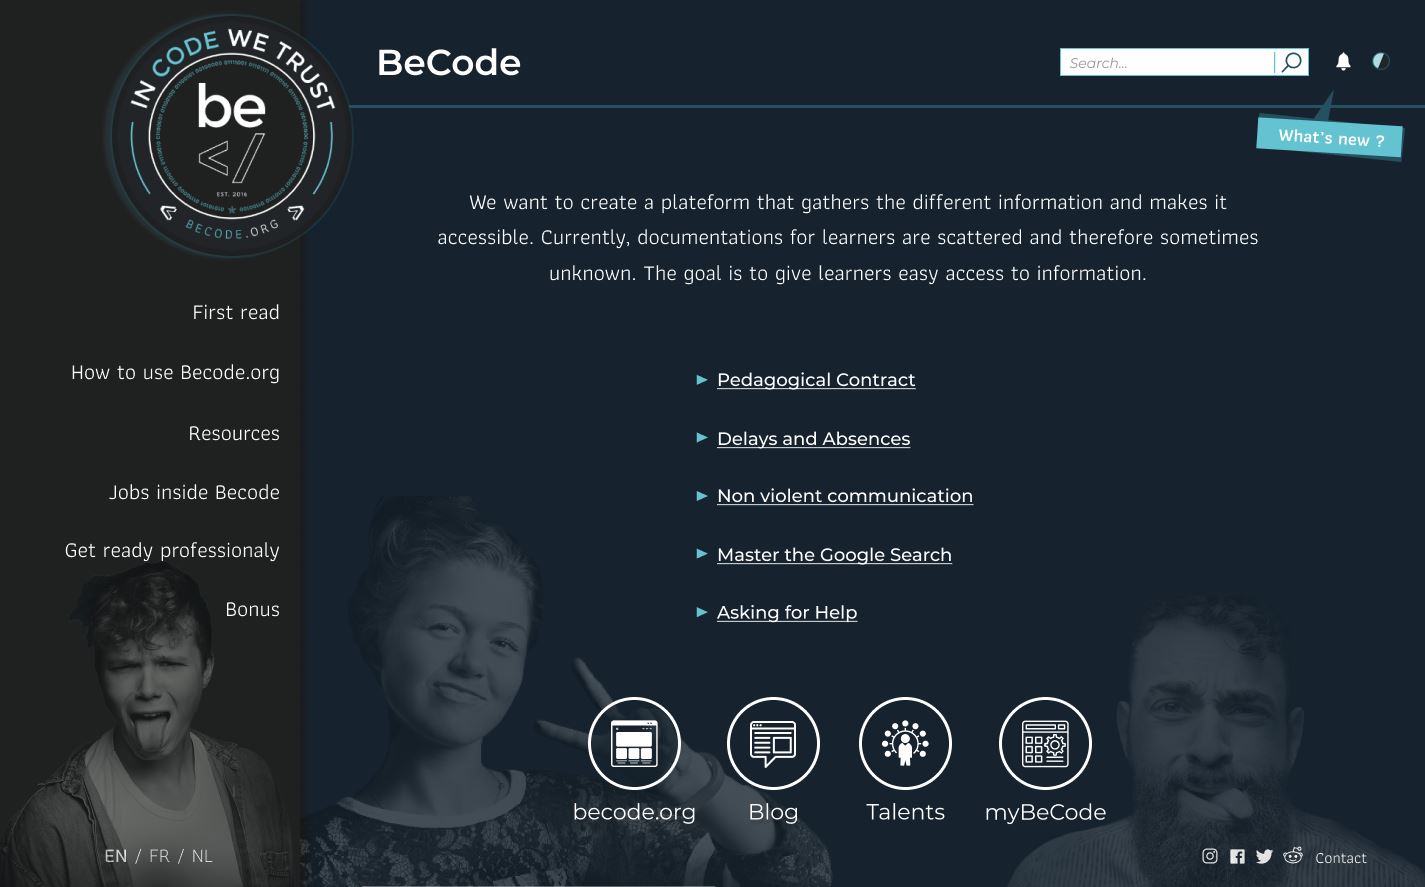 IN CODE WE TRUST
be
</
EST. 2016
BECODE.ORG
BeCode
Search...
What's new ?
First read
How to use Becode.org
Resources
Jobs inside Becode
Get ready professionaly
Bonus
EN / FR / NL
We want to create a plateform that gathers the different information and makes it
accessible. Currently, documentations for learners are scattered and therefore sometimes
unknown. The goal is to give learners easy access to information.
Pedagogical Contract
Delays and Absences
Non violent communication
Master the Google Search
Asking for Help
becode.org
Blog
Talents
myBeCode
Contact